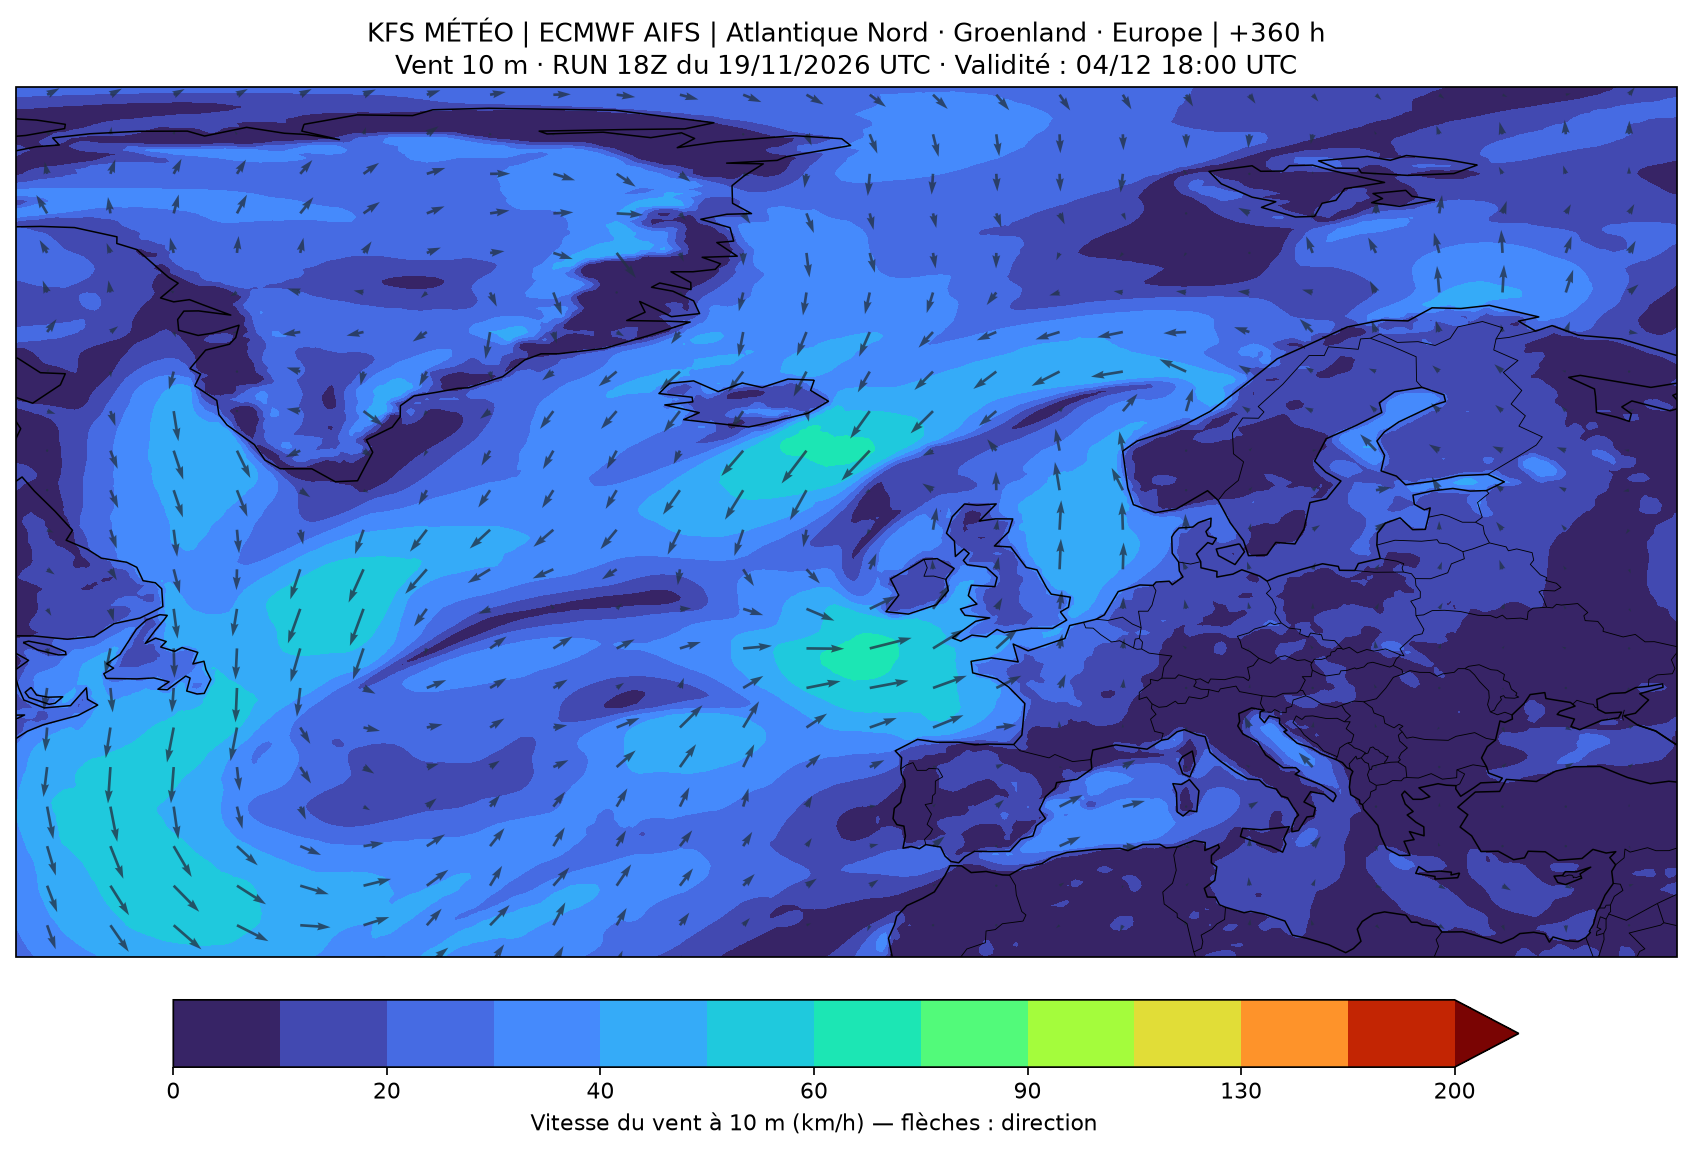 KFS MÉTÉO | ECMWF AIFS | Atlantique Nord · Groenland · Europe | +360 h
Vent 10 m · RUN 18Z du 19/11/2026 UTC · Validité : 04/12 18:00 UTC
0 20 40 60 90 130 200
Vitesse du vent à 10 m (km/h) — flèches : direction